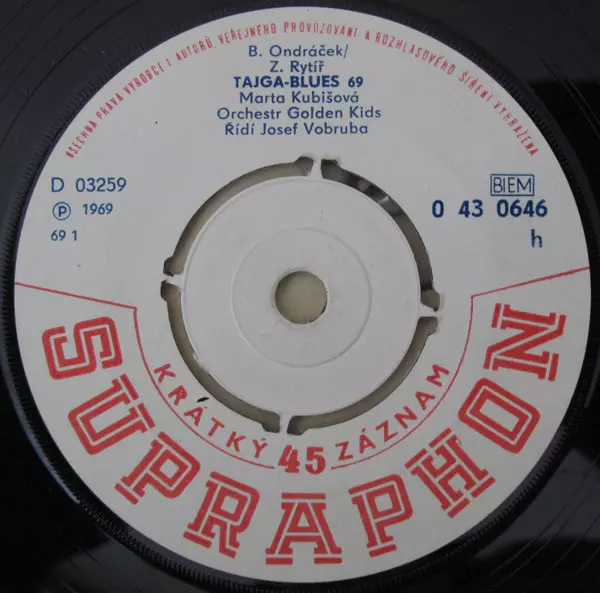 VŠECHNA PRÁVA VÝROBCE I AUTORŮ, VEŘEJNÉHO PROVOZOVÁNÍ A ROZHLASOVÉHO ŠÍŘENÍ VYHRAŽENA
B. Ondráček/
Z. Rytíř
TAJGA-BLUES 69
Marta Kubišová
Orchestr Golden Kids
Řídí Josef Vobruba
D 03259
Ⓟ 1969
69 1
BIEM
0 43 0646
h
KRÁTKÝ 45 ZÁZNAM
SUPRAPHON